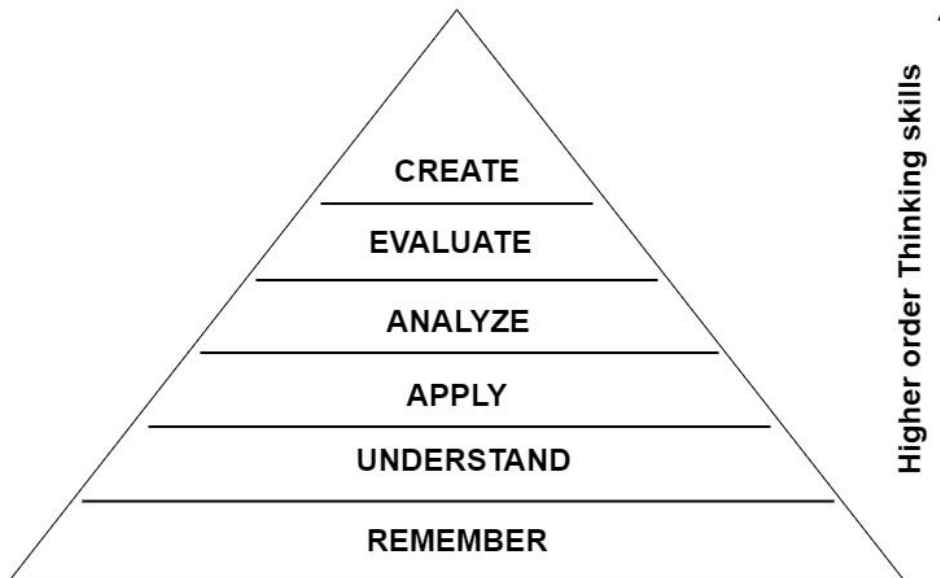 CREATE
EVALUATE
ANALYZE
APPLY
UNDERSTAND
REMEMBER
Higher order Thinking skills